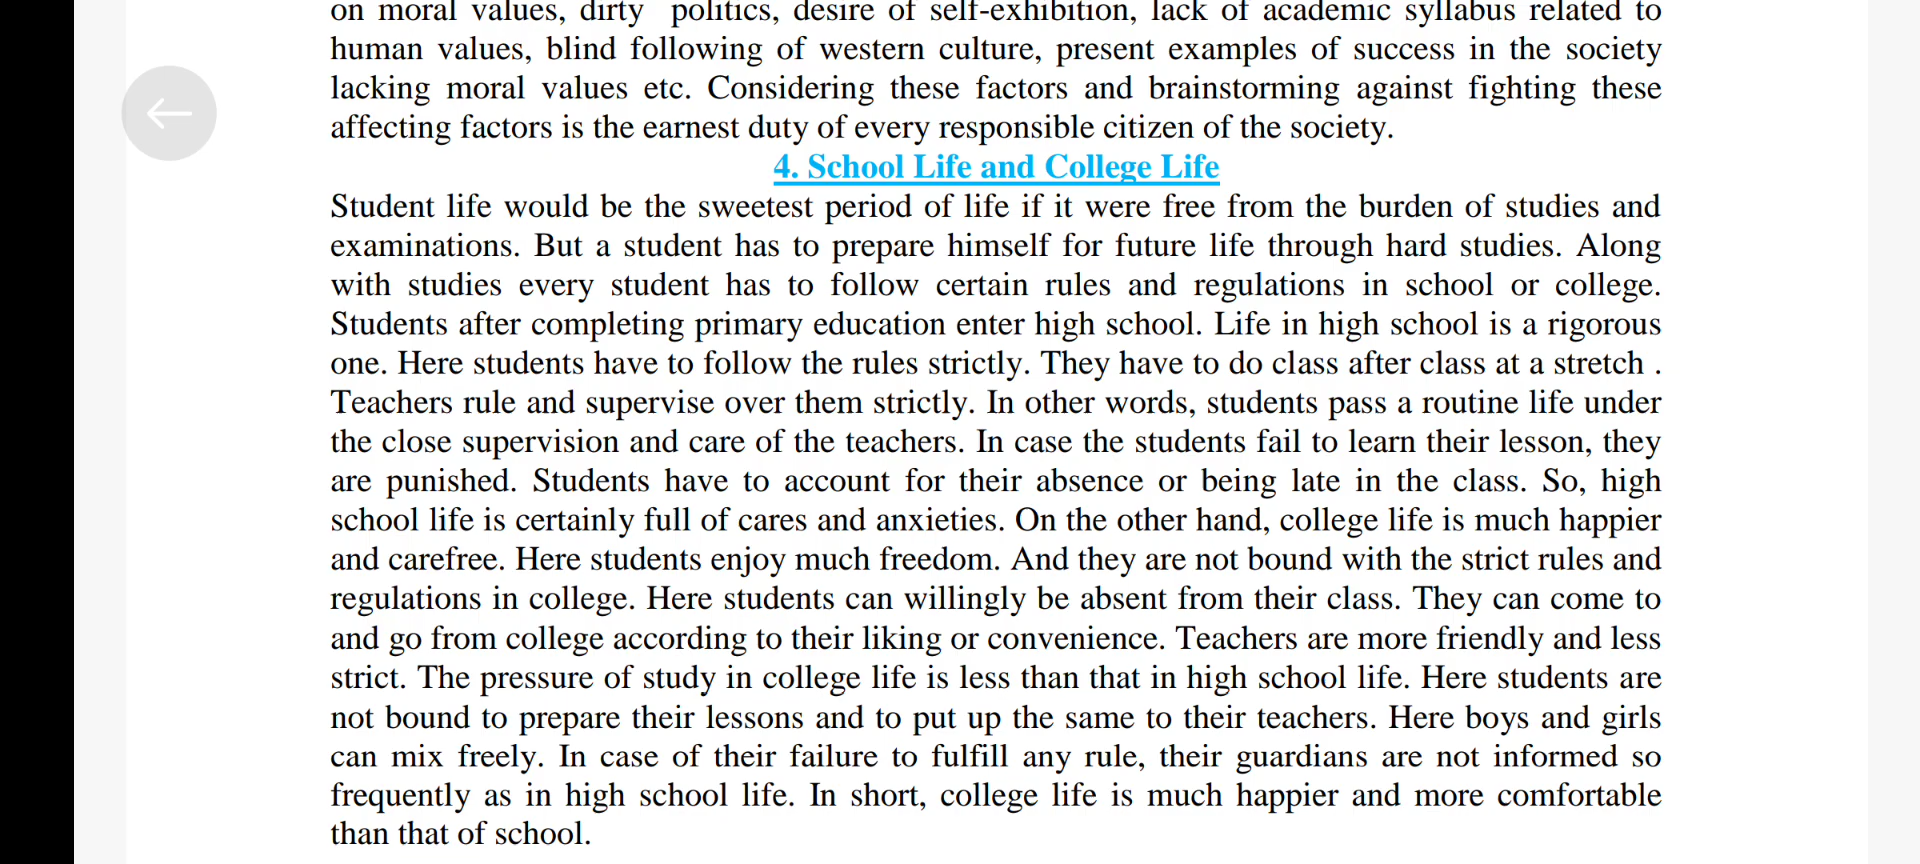 on moral values, dirty politics, desire of self-exhibition, lack of academic syllabus related to
human values, blind following of western culture, present examples of success in the society
lacking moral values etc. Considering these factors and brainstorming against fighting these
affecting factors is the earnest duty of every responsible citizen of the society.
4. School Life and College Life
Student life would be the sweetest period of life if it were free from the burden of studies and
examinations. But a student has to prepare himself for future life through hard studies. Along
with studies every student has to follow certain rules and regulations in school or college.
Students after completing primary education enter high school. Life in high school is a rigorous
one. Here students have to follow the rules strictly. They have to do class after class at a stretch .
Teachers rule and supervise over them strictly. In other words, students pass a routine life under
the close supervision and care of the teachers. In case the students fail to learn their lesson, they
are punished. Students have to account for their absence or being late in the class. So, high
school life is certainly full of cares and anxieties. On the other hand, college life is much happier
and carefree. Here students enjoy much freedom. And they are not bound with the strict rules and
regulations in college. Here students can willingly be absent from their class. They can come to
and go from college according to their liking or convenience. Teachers are more friendly and less
strict. The pressure of study in college life is less than that in high school life. Here students are
not bound to prepare their lessons and to put up the same to their teachers. Here boys and girls
can mix freely. In case of their failure to fulfill any rule, their guardians are not informed so
frequently as in high school life. In short, college life is much happier and more comfortable
than that of school.